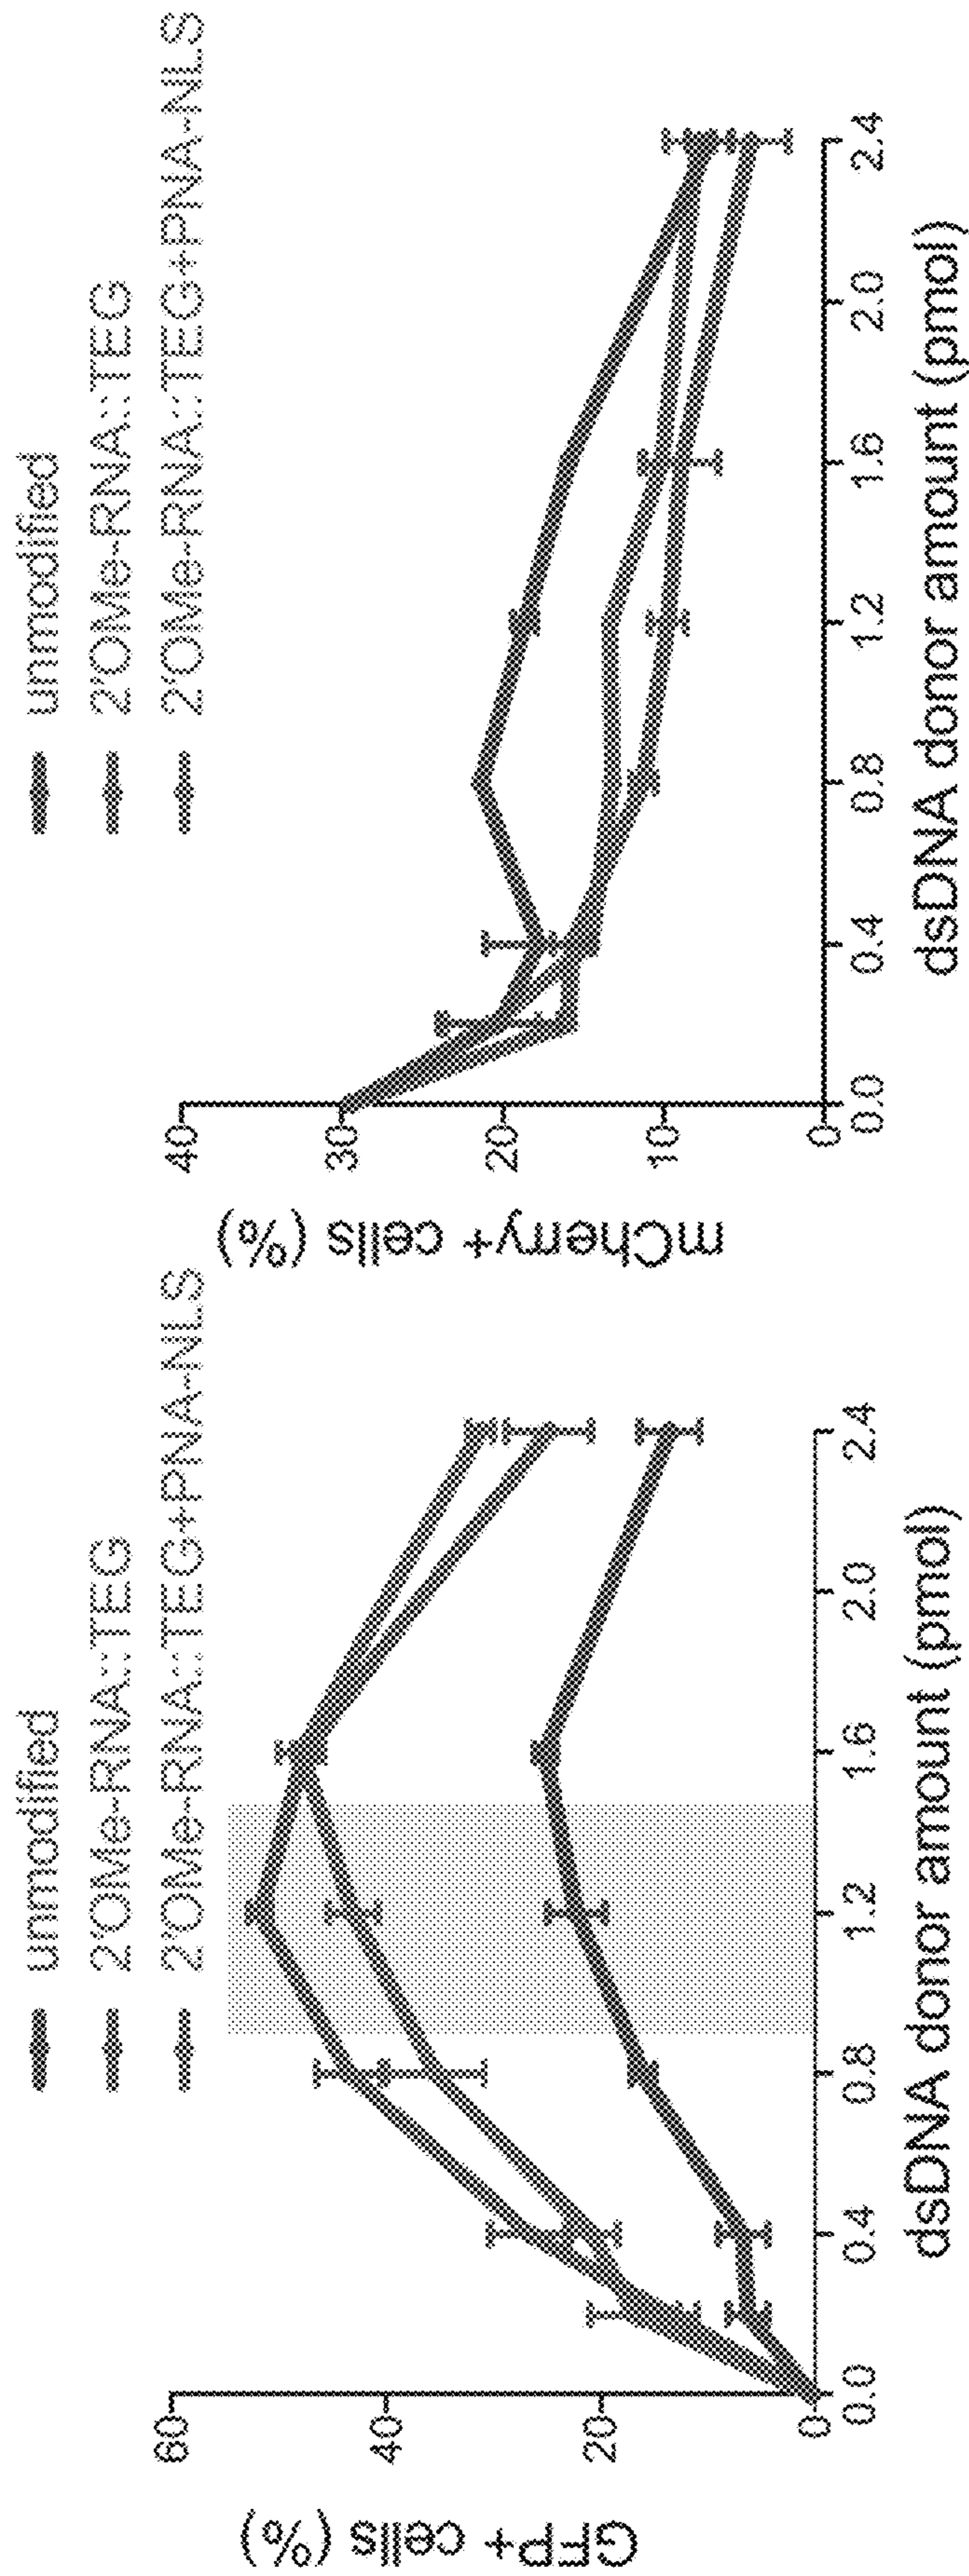 unmodified
2'OMe-RNA::TEG
2'OMe-RNA::TEG+PNA-NLS
GFP+ cells (%)
60
40
20
0
0.0 0.4 0.8 1.2 1.6 2.0 2.4
dsDNA donor amount (pmol)
unmodified
2'OMe-RNA::TEG
2'OMe-RNA::TEG+PNA-NLS
mCherry+ cells (%)
40
30
20
10
0
0.0 0.4 0.8 1.2 1.6 2.0 2.4
dsDNA donor amount (pmol)